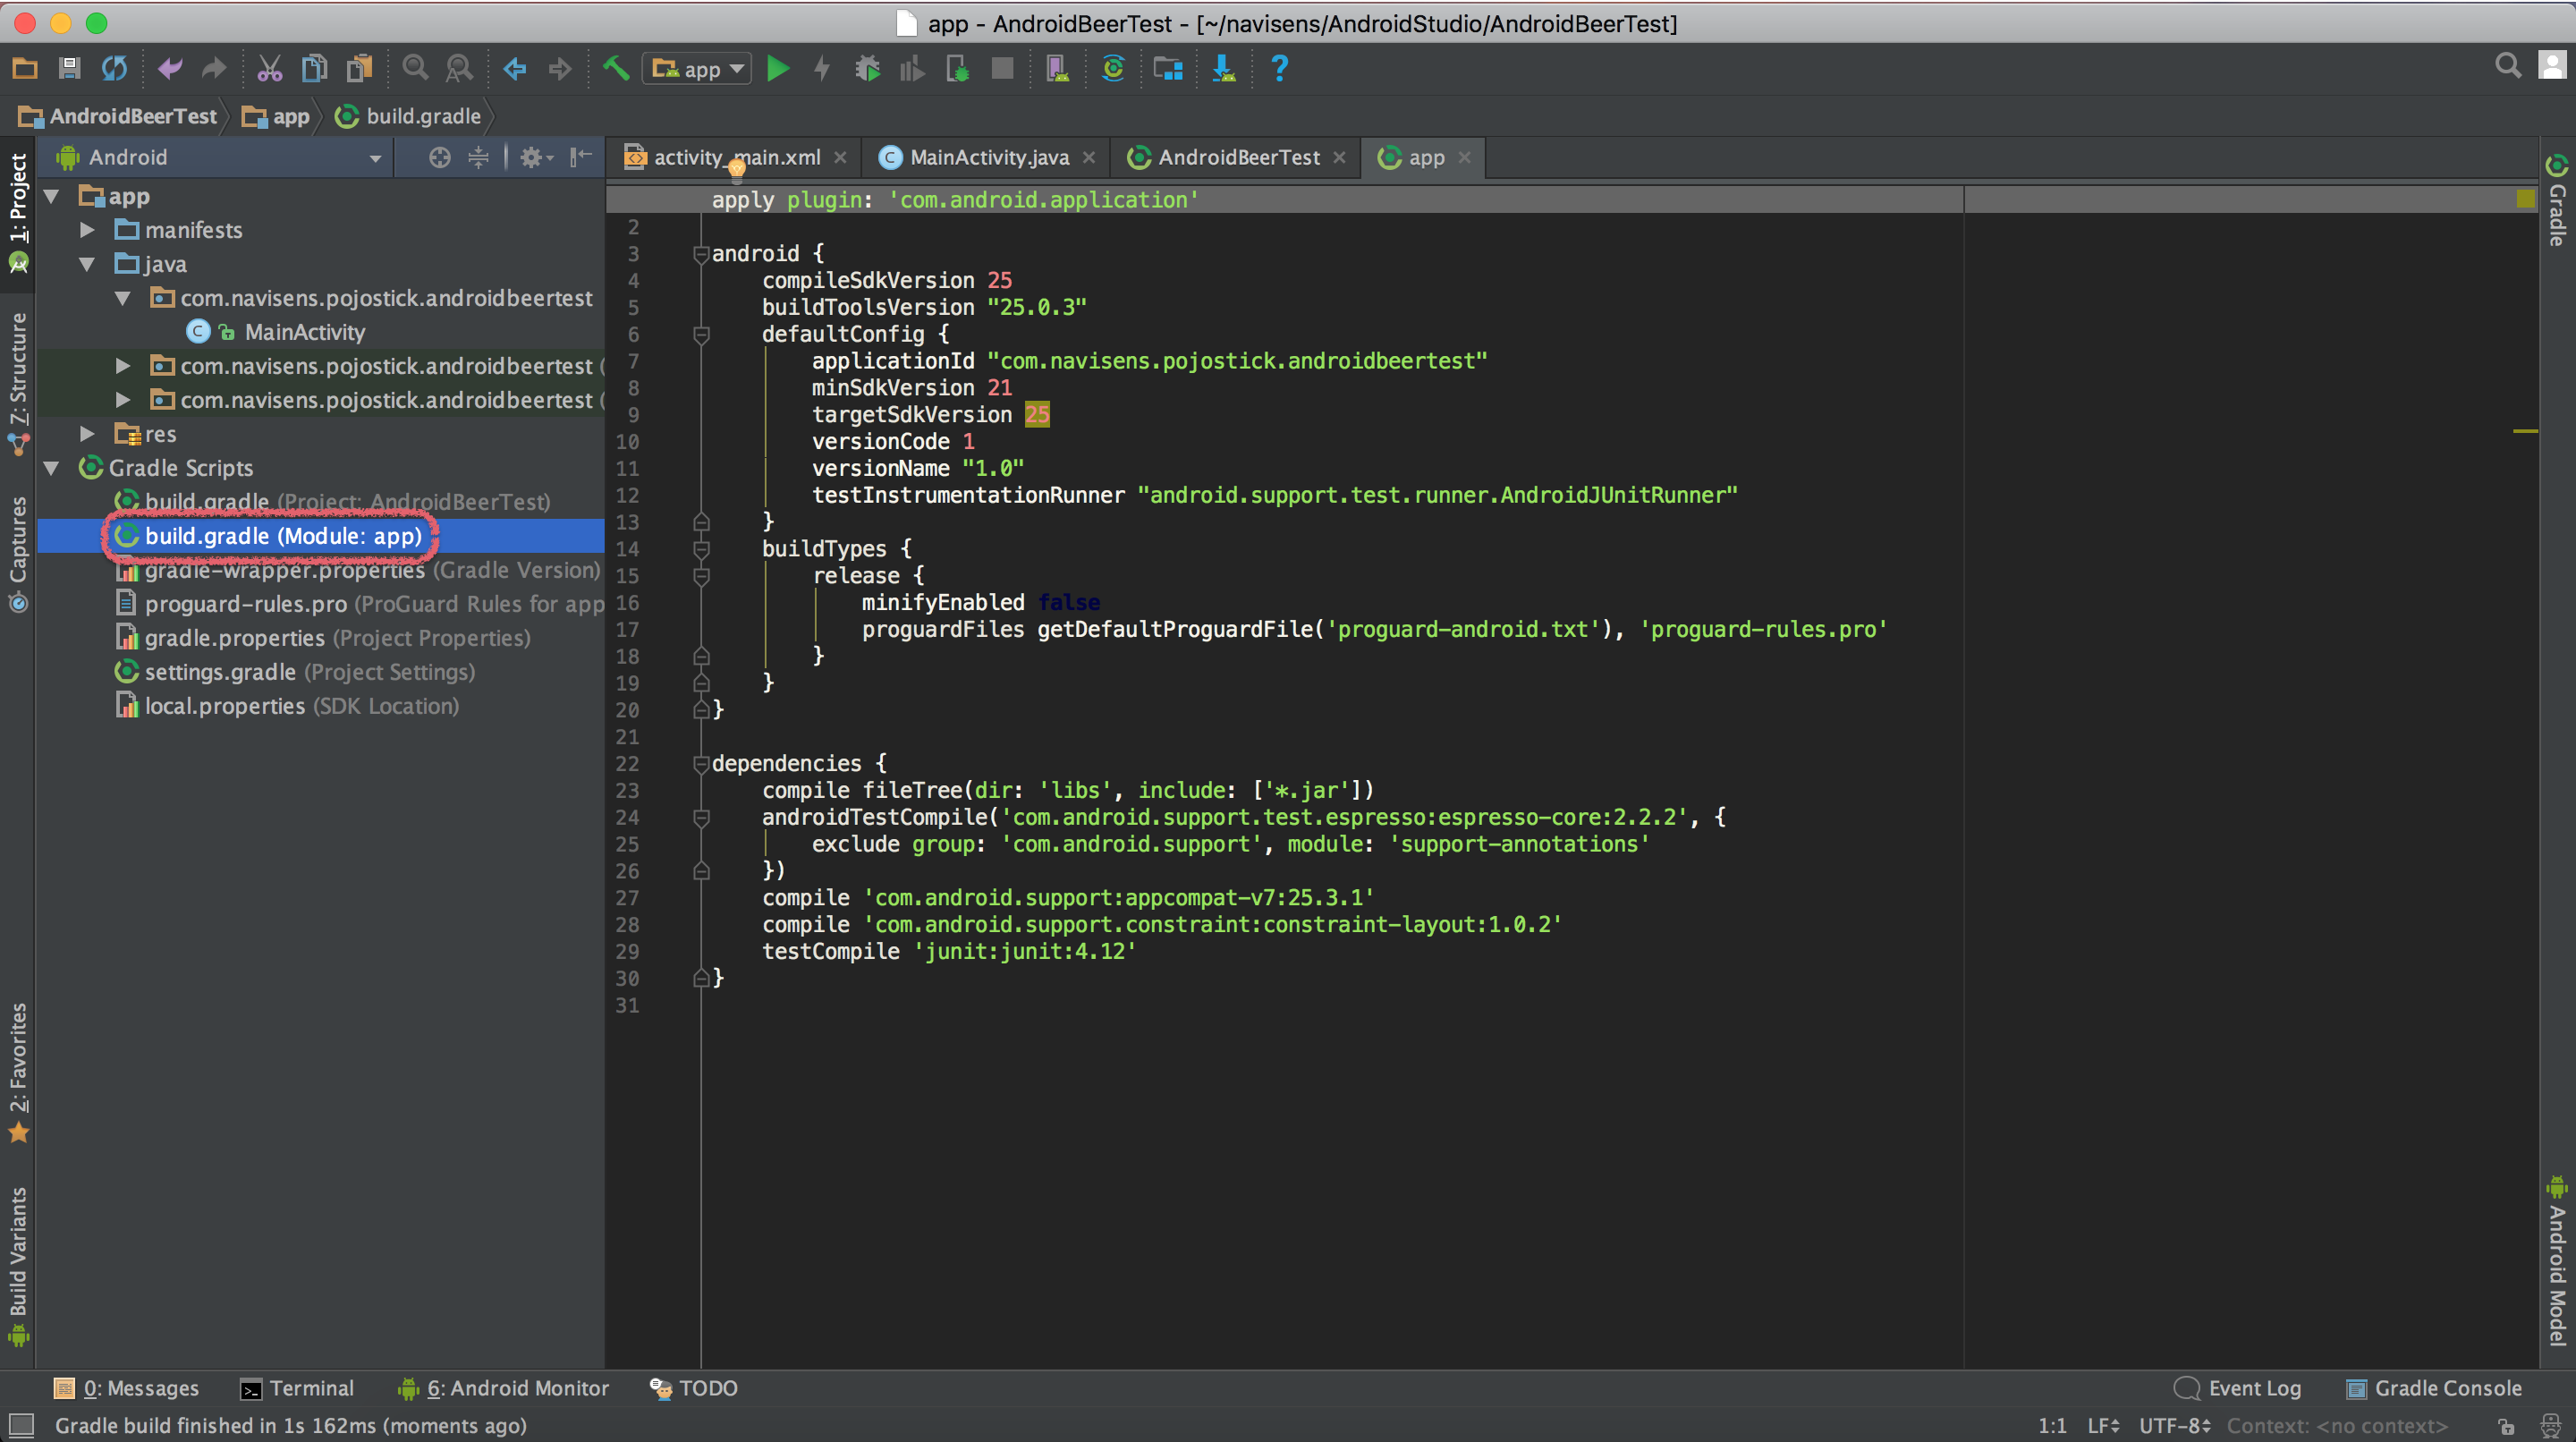 app - AndroidBeerTest - [~/navisens/AndroidStudio/AndroidBeerTest]
app
AndroidBeerTest
app
build.gradle
Android
activity_main.xml
MainActivity.java
AndroidBeerTest
app
1: Project
Z: Structure
Captures
2: Favorites
Build Variants
app
manifests
java
com.navisens.pojostick.androidbeertest
MainActivity
com.navisens.pojostick.androidbeertest (
com.navisens.pojostick.androidbeertest (
res
Gradle Scripts
build.gradle (Project: AndroidBeerTest)
build.gradle (Module: app)
gradle-wrapper.properties (Gradle Version)
proguard-rules.pro (ProGuard Rules for app
gradle.properties (Project Properties)
settings.gradle (Project Settings)
local.properties (SDK Location)
apply plugin: 'com.android.application'
2
3 android {
4 compileSdkVersion 25
5 buildToolsVersion "25.0.3"
6 defaultConfig {
7 applicationId "com.navisens.pojostick.androidbeertest"
8 minSdkVersion 21
9 targetSdkVersion 25
10 versionCode 1
11 versionName "1.0"
12 testInstrumentationRunner "android.support.test.runner.AndroidJUnitRunner"
13 }
14 buildTypes {
15 release {
16 minifyEnabled false
17 proguardFiles getDefaultProguardFile('proguard-android.txt'), 'proguard-rules.pro'
18 }
19 }
20 }
21
22 dependencies {
23 compile fileTree(dir: 'libs', include: ['*.jar'])
24 androidTestCompile('com.android.support.test.espresso:espresso-core:2.2.2', {
25 exclude group: 'com.android.support', module: 'support-annotations'
26 })
27 compile 'com.android.support:appcompat-v7:25.3.1'
28 compile 'com.android.support.constraint:constraint-layout:1.0.2'
29 testCompile 'junit:junit:4.12'
30 }
31
Gradle
Android Model
0: Messages
Terminal
6: Android Monitor
TODO
Event Log
Gradle Console
Gradle build finished in 1s 162ms (moments ago)
1:1
LF
UTF-8
Context: <no context>